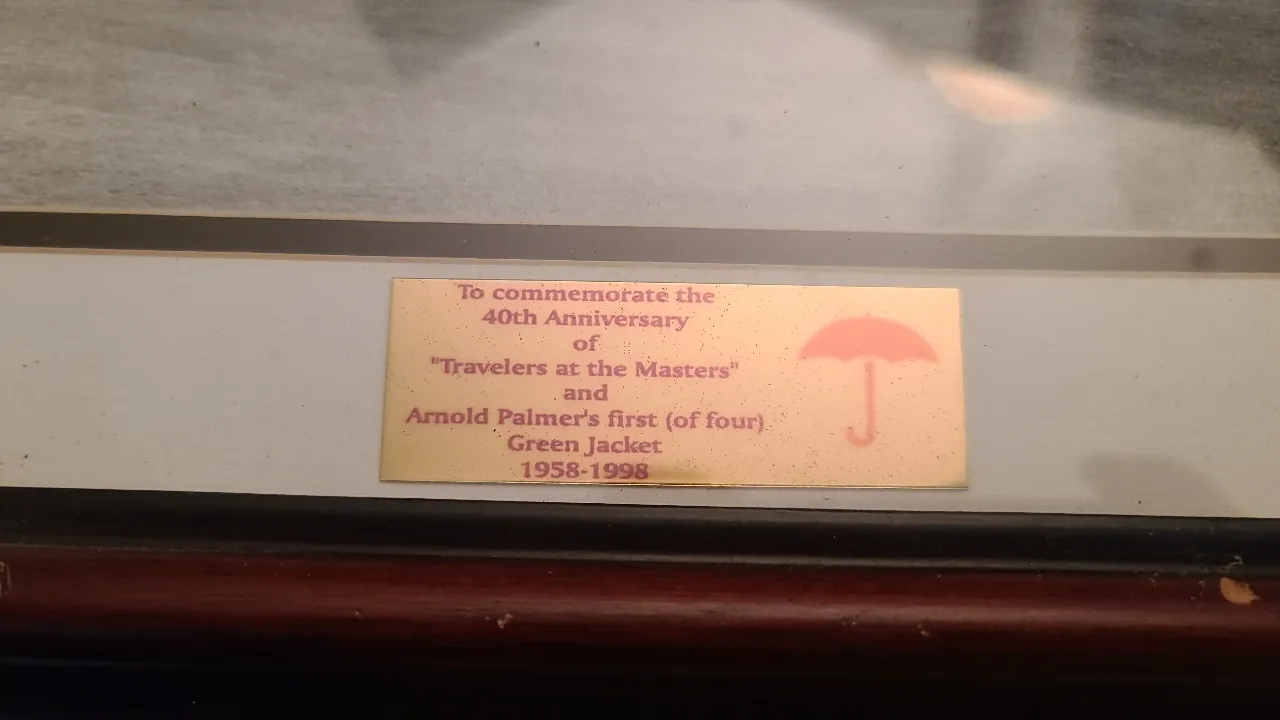 To commemorate the
40th Anniversary
of
"Travelers at the Masters"
and
Arnold Palmer's first (of four)
Green Jacket
1958-1998